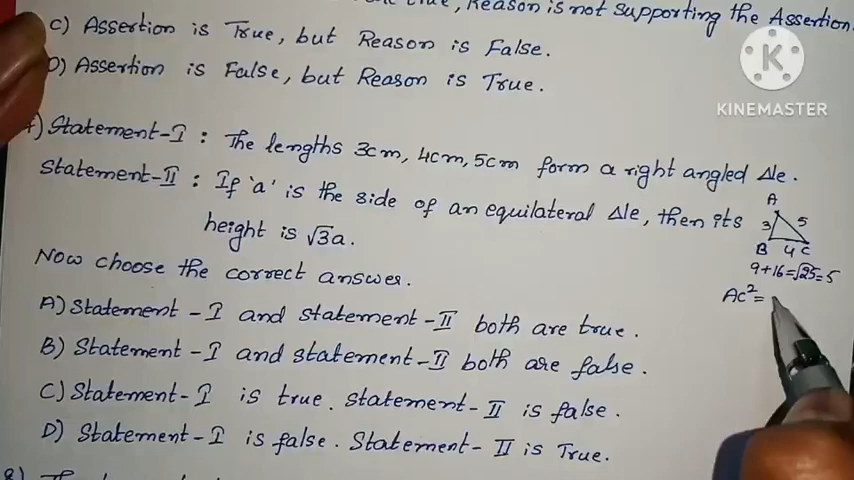 true, Reason is not supporting the Assertion.
C) Assertion is True, but Reason is False.
D) Assertion is False, but Reason is True.
KINEMASTER
7) Statement-I : The lengths 3cm, 4cm, 5cm form a right angled Δle.
Statement-II : If 'a' is the side of an equilateral Δle, then its
height is √3a.
A
3 5
B 4 C
9+16=√25=5
AC²=
Now choose the correct answer.
A) Statement-I and statement-II both are true.
B) Statement-I and statement-II both are false.
C) Statement-I is true. Statement-II is false.
D) Statement-I is false. Statement-II is True.
8)